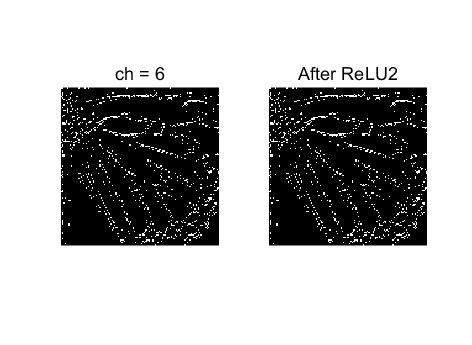 ch = 6
After ReLU2